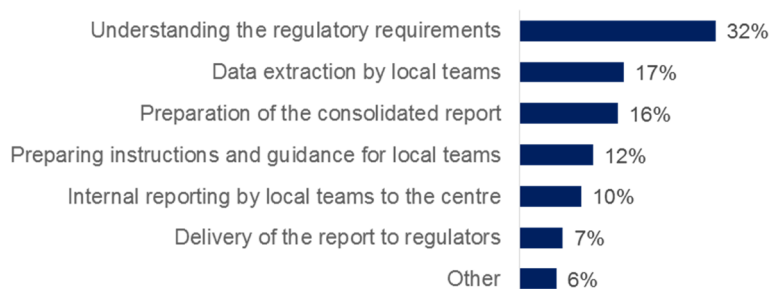 Understanding the regulatory requirements 32%
Data extraction by local teams 17%
Preparation of the consolidated report 16%
Preparing instructions and guidance for local teams 12%
Internal reporting by local teams to the centre 10%
Delivery of the report to regulators 7%
Other 6%